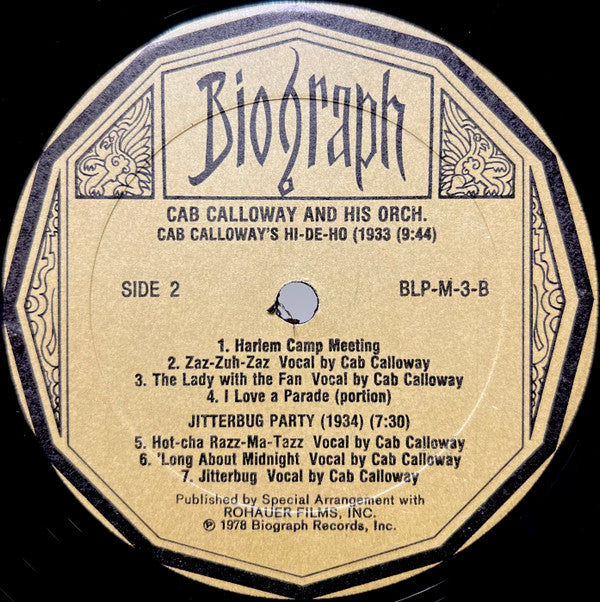 Biograph
CAB CALLOWAY AND HIS ORCH.
CAB CALLOWAY'S HI-DE-HO (1933 (9:44)
SIDE 2 BLP-M-3-B
1. Harlem Camp Meeting
2. Zaz-Zuh-Zaz Vocal by Cab Calloway
3. The Lady with the Fan Vocal by Cab Calloway
4. I Love a Parade (portion)
JITTERBUG PARTY (1934) (7:30)
5. Hot-cha Razz-Ma-Tazz Vocal by Cab Calloway
6. 'Long About Midnight Vocal by Cab Calloway
7. Jitterbug Vocal by Cab Calloway
Published by Special Arrangement with
ROHAUER FILMS, INC.
℗ 1978 Biograph Records, Inc.